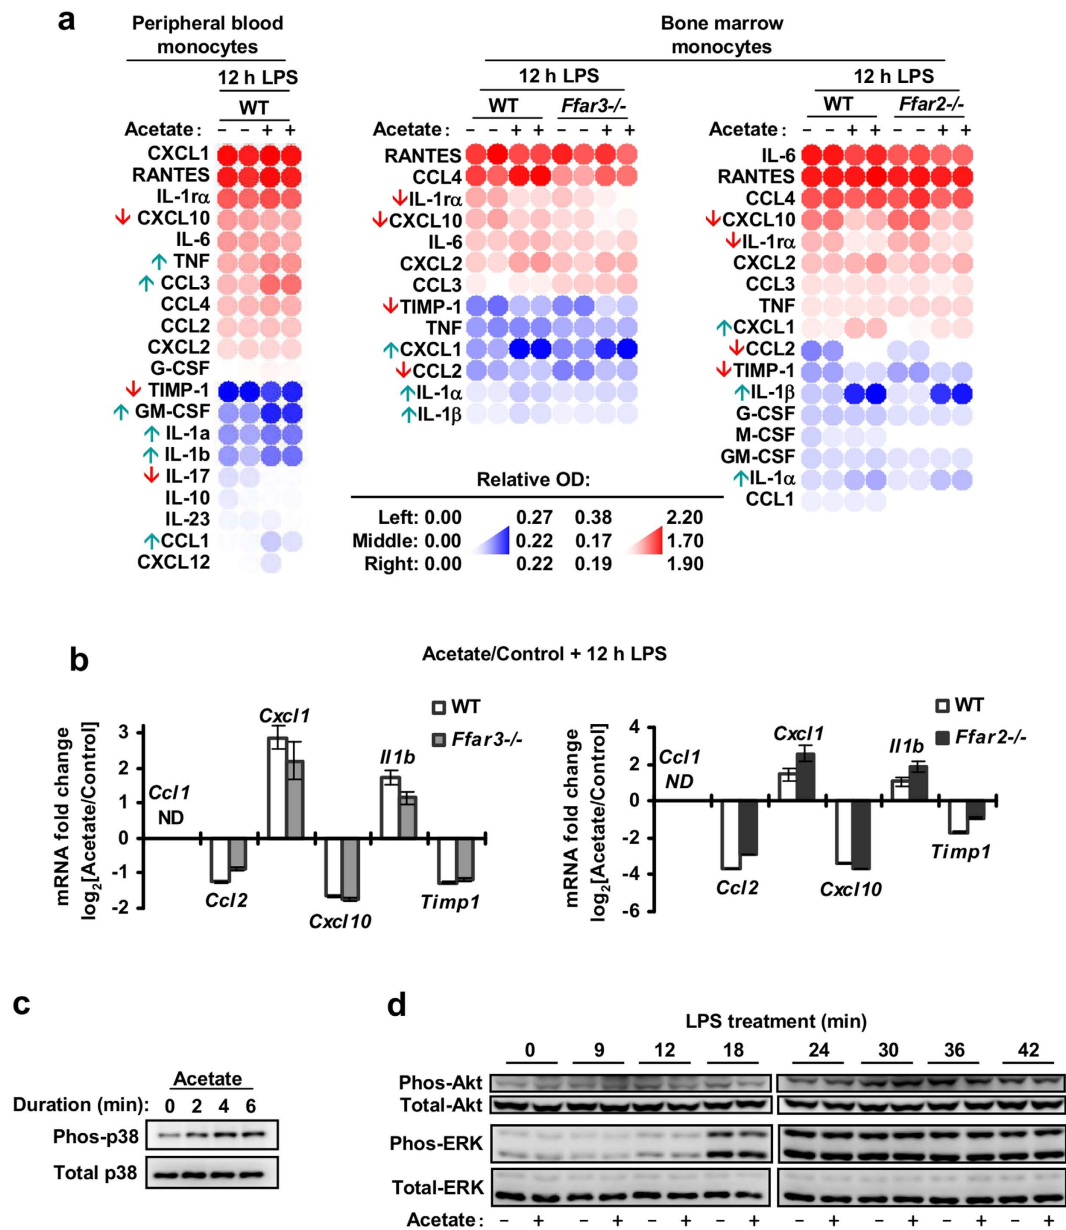 a
Peripheral blood
monocytes
12 h LPS
WT
Acetate: – – + +
CXCL1
RANTES
IL-1rα
↓ CXCL10
IL-6
↑ TNF
↑ CCL3
CCL4
CCL2
CXCL2
G-CSF
↓ TIMP-1
↑ GM-CSF
↑ IL-1a
↑ IL-1b
↓ IL-17
IL-10
IL-23
↑ CCL1
CXCL12
Bone marrow
monocytes
12 h LPS
WT Ffar3-/-
Acetate: – – + + – – + +
RANTES
CCL4
↓ IL-1rα
↓ CXCL10
IL-6
CXCL2
CCL3
↓ TIMP-1
TNF
↑ CXCL1
↓ CCL2
↑ IL-1α
↑ IL-1β
12 h LPS
WT Ffar2-/-
Acetate: – – + + – – + +
IL-6
RANTES
CCL4
↓ CXCL10
↓ IL-1rα
CXCL2
CCL3
TNF
↑ CXCL1
↓ CCL2
↓ TIMP-1
↑ IL-1β
G-CSF
M-CSF
GM-CSF
↑ IL-1α
CCL1
Relative OD:
Left: 0.00 0.27 0.38 2.20
Middle: 0.00 0.22 0.17 1.70
Right: 0.00 0.22 0.19 1.90
b
Acetate/Control + 12 h LPS
mRNA fold change
log2[Acetate/Control]
3
2
1
0
-1
-2
WT
Ffar3-/-
Ccl1
ND
Ccl2
Cxcl1
Cxcl10
Il1b
Timp1
mRNA fold change
log2[Acetate/Control]
4
2
0
-2
-4
-6
WT
Ffar2-/-
Ccl1
ND
Ccl2
Cxcl1
Cxcl10
Il1b
Timp1
c
Acetate
Duration (min): 0 2 4 6
Phos-p38
Total p38
d
LPS treatment (min)
0 9 12 18 24 30 36 42
Phos-Akt
Total-Akt
Phos-ERK
Total-ERK
Acetate: – + – + – + – + – + – + – + – +